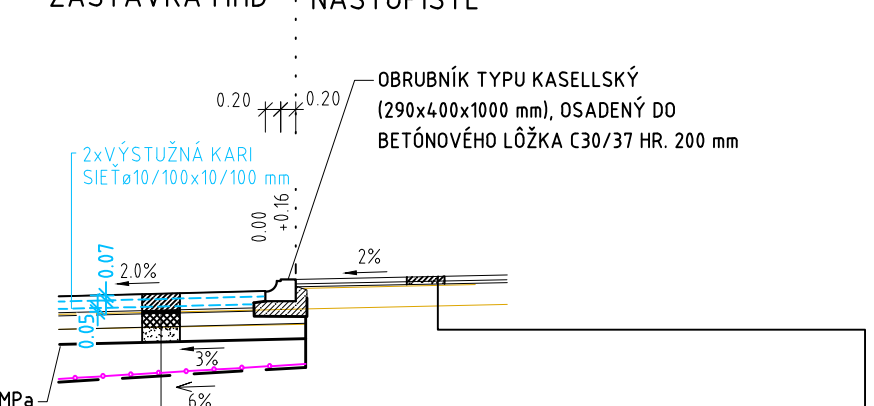 ZASTÁVKA MHD
NÁSTUPIŠTE
OBRUBNÍK TYPU KASELLSKÝ
(290x400x1000 mm), OSADENÝ DO
BETÓNOVÉHO LÔŽKA C30/37 HR. 200 mm
0.20
0.20
2xVÝSTUŽNÁ KARI
SIEŤø10/100x10/100 mm
0.00
+0.16
2%
0.07
2.0%
0.05
3%
6%
MPa